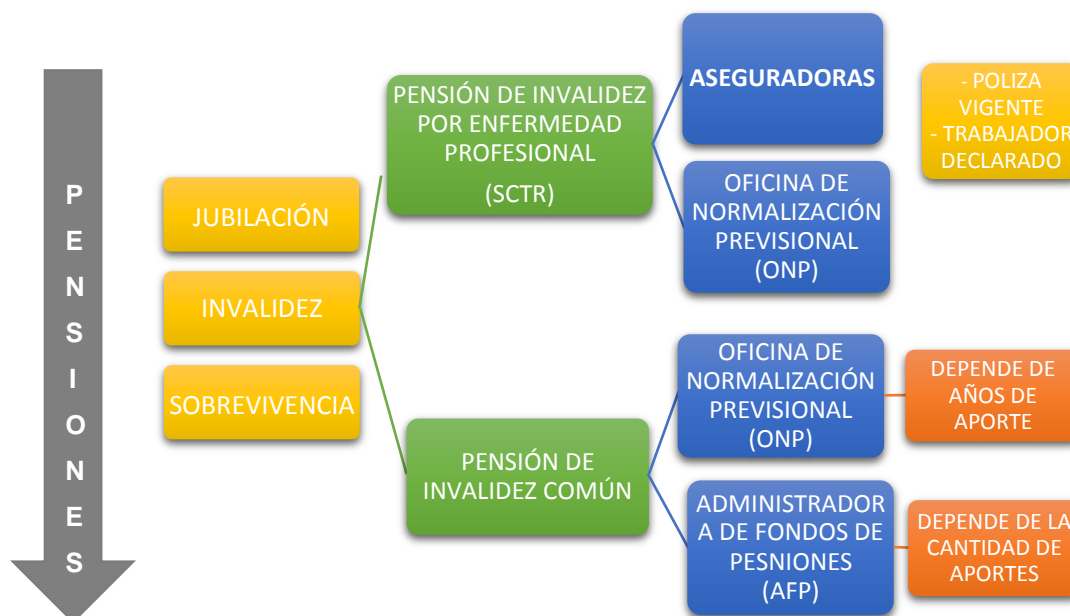 PENSIONES
JUBILACIÓN
INVALIDEZ
SOBREVIVENCIA
PENSIÓN DE INVALIDEZ
POR ENFERMEDAD
PROFESIONAL
(SCTR)
PENSIÓN DE
INVALIDEZ COMÚN
ASEGURADORAS
OFICINA DE
NORMALIZACIÓN
PREVISIONAL
(ONP)
OFICINA DE
NORMALIZACIÓN
PREVISIONAL
(ONP)
ADMINISTRADOR
A DE FONDOS DE
PESNIONES
(AFP)
- POLIZA
VIGENTE
- TRABAJADOR
DECLARADO
DEPENDE DE
AÑOS DE
APORTE
DEPENDE DE LA
CANTIDAD DE
APORTES